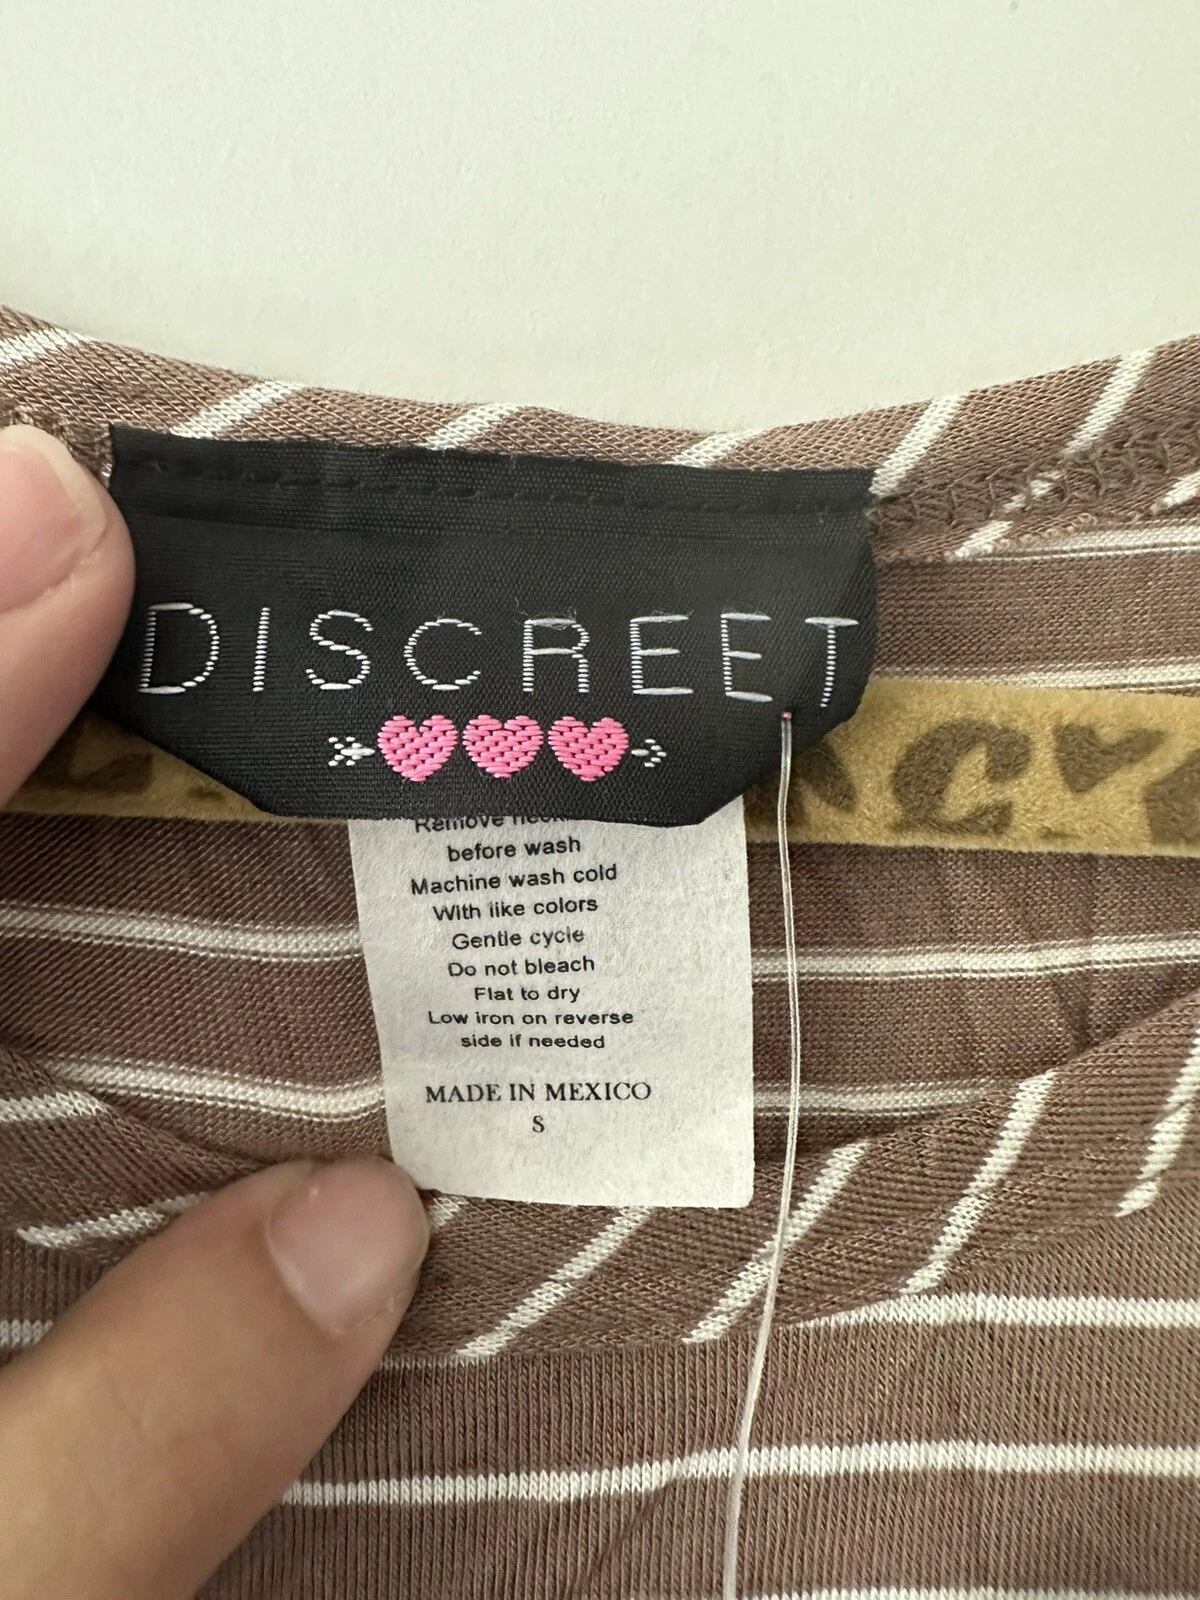 DISCREET
Remove
before wash
Machine wash cold
With like colors
Gentle cycle
Do not bleach
Flat to dry
Low iron on reverse
side if needed
MADE IN MEXICO
S